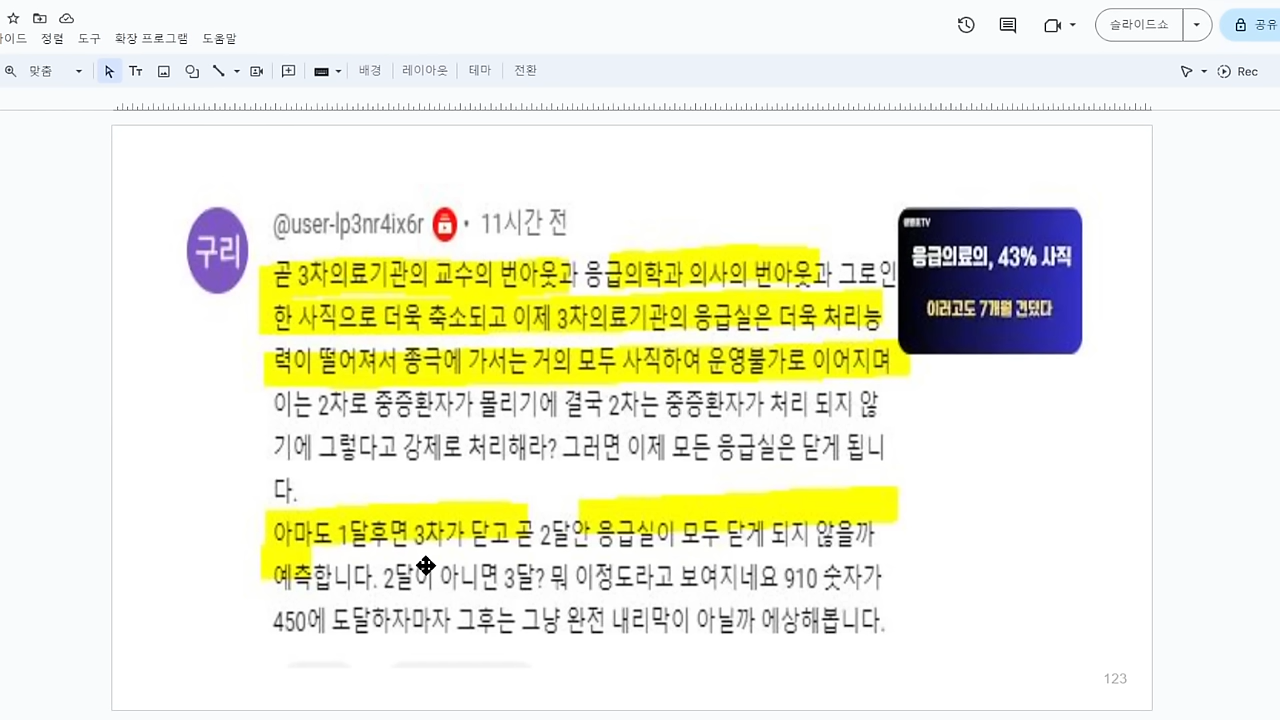 이드 정렬 도구 확장 프로그램 도움말
슬라이드쇼
공유
맞춤
배경 레이아웃 테마 전환
Rec
구리
@user-lp3nr4ix6r • 11시간 전
곧 3차의료기관의 교수의 번아웃과 응급의학과 의사의 번아웃과 그로인
한 사직으로 더욱 축소되고 이제 3차의료기관의 응급실은 더욱 처리능
력이 떨어져서 종국에 가서는 거의 모두 사직하여 운영불가로 이어지며
이는 2차로 중증환자가 몰리기에 결국 2차는 중증환자가 처리 되지 않
기에 그렇다고 강제로 처리해라? 그러면 이제 모든 응급실은 닫게 됩니
다.
아마도 1달후면 3차가 닫고 곧 2달안 응급실이 모두 닫게 되지 않을까
예측합니다. 2달이 아니면 3달? 뭐 이정도라고 보여지네요 910 숫자가
450에 도달하자마자 그후는 그냥 완전 내리막이 아닐까 에상해봅니다.
응급의료의, 43% 사직
이러고도 7개월 견뎠다
123